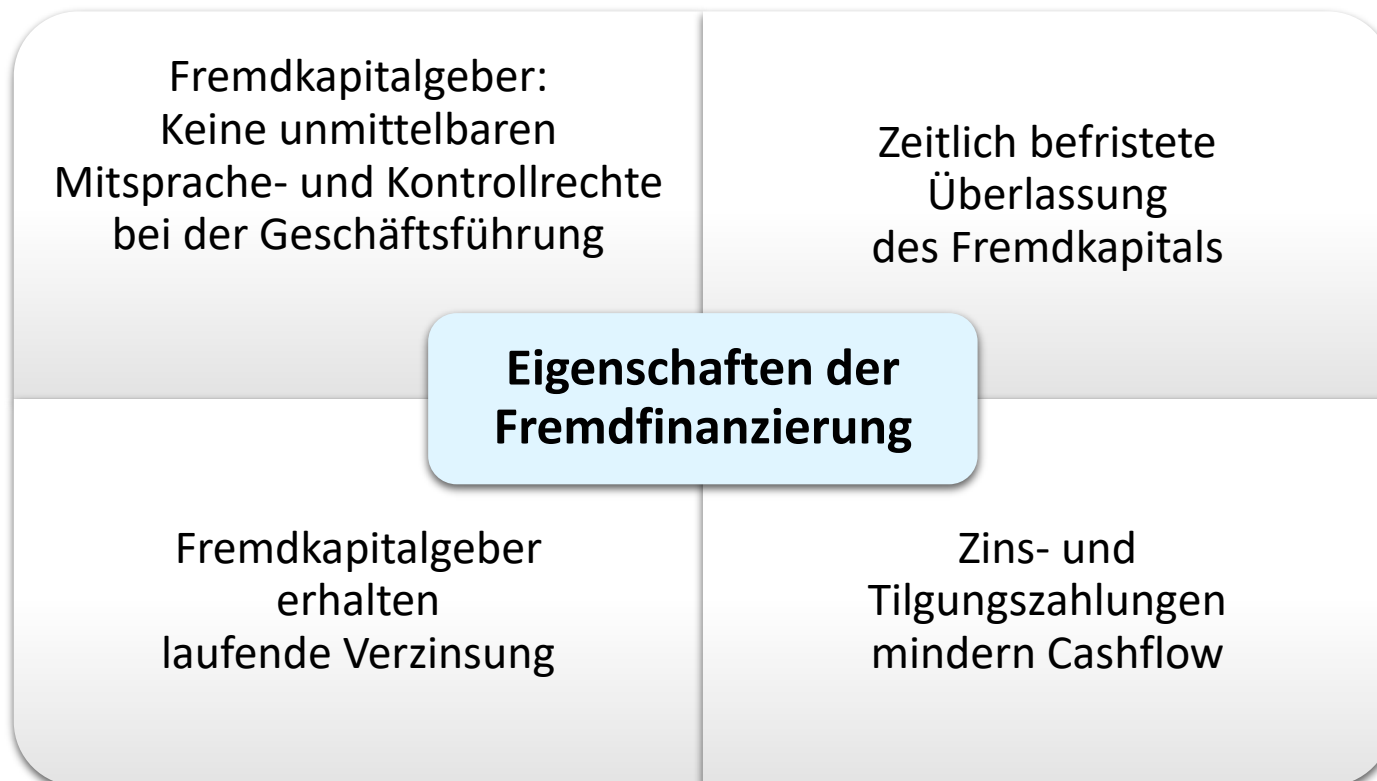 Fremdkapitalgeber:
Keine unmittelbaren
Mitsprache- und Kontrollrechte
bei der Geschäftsführung
Zeitlich befristete
Überlassung
des Fremdkapitals
Eigenschaften der
Fremdfinanzierung
Fremdkapitalgeber
erhalten
laufende Verzinsung
Zins- und
Tilgungszahlungen
mindern Cashflow